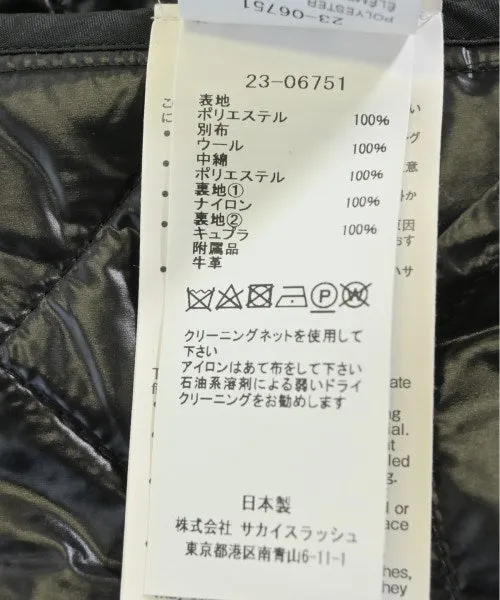 23-06751
POLYESTER
23-06751
表地
ポリエステル 100%
別布
ウール 100%
中綿
ポリエステル 100%
裏地①
ナイロン 100%
裏地②
キュプラ 100%
附属品
牛革
クリーニングネットを使用して
下さい
アイロンはあて布をして下さい
石油系溶剤による弱いドライ
クリーニングをお勧めします
日本製
株式会社 サカイスラッシュ
東京都港区南青山6-11-1